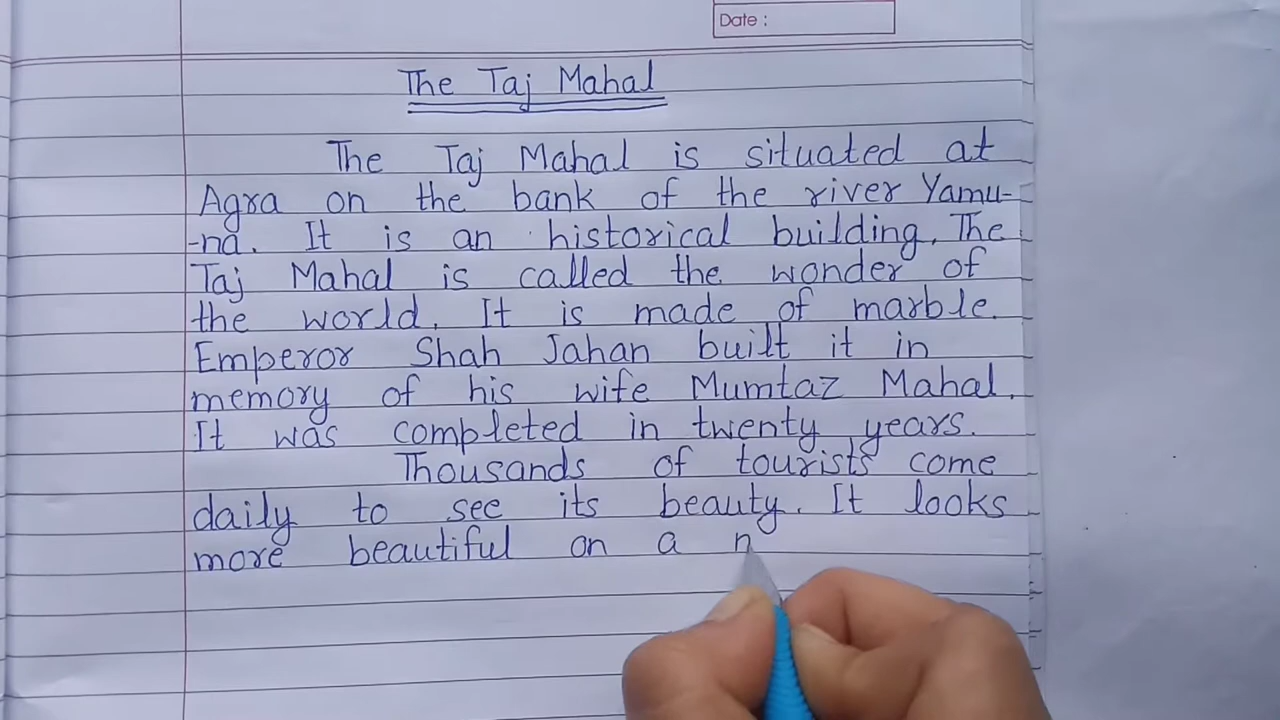 Date :
The Taj Mahal
The Taj Mahal is situated at
Agra on the bank of the river Yamu-
-na. It is an historical building. The
Taj Mahal is called the wonder of
the world. It is made of marble.
Emperor Shah Jahan built it in
memory of his wife Mumtaz Mahal.
It was completed in twenty years.
Thousands of tourists come
daily to see its beauty. It looks
more beautiful on a